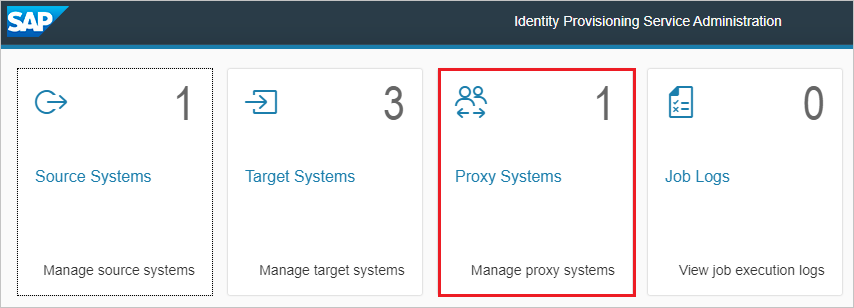 SAP
Identity Provisioning Service Administration
1
Source Systems
Manage source systems
3
Target Systems
Manage target systems
1
Proxy Systems
Manage proxy systems
0
Job Logs
View job execution logs